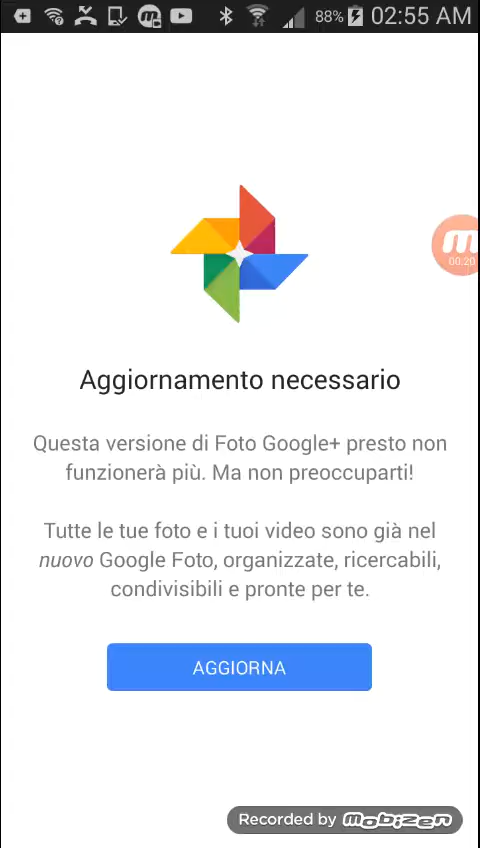 88% 02:55 AM
00:20
Aggiornamento necessario
Questa versione di Foto Google+ presto non
funzionerà più. Ma non preoccuparti!
Tutte le tue foto e i tuoi video sono già nel
nuovo Google Foto, organizzate, ricercabili,
condivisibili e pronte per te.
AGGIORNA
Recorded by Mobizen